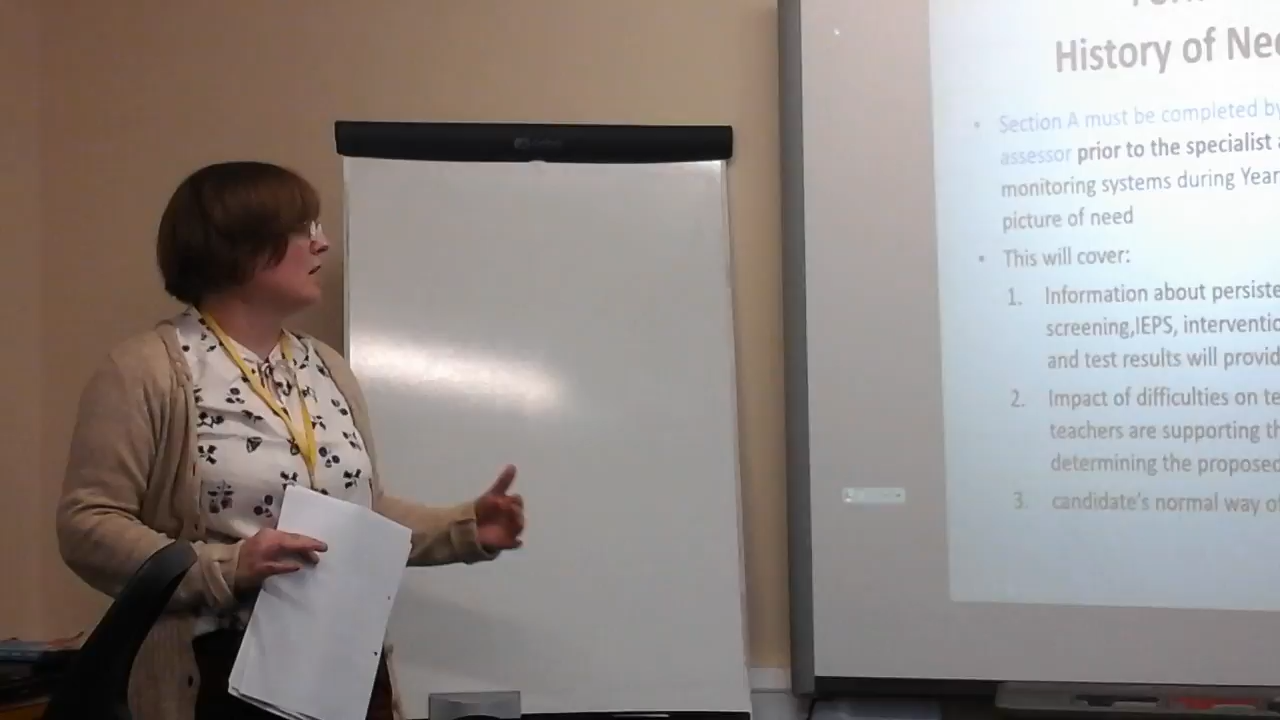 History of Nee
Section A must be completed by
assessor prior to the specialist a
monitoring systems during Year
picture of need
This will cover:
1. Information about persiste
screening,IEPS, interventio
and test results will provid
2. Impact of difficulties on te
teachers are supporting th
determining the proposed
3. candidate's normal way of